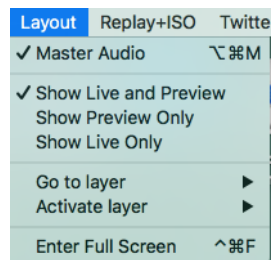 Layout Replay+ISO Twitte
✓ Master Audio ⌥⌘M
✓ Show Live and Preview
Show Preview Only
Show Live Only
Go to layer ▶
Activate layer ▶
Enter Full Screen ^⌘F